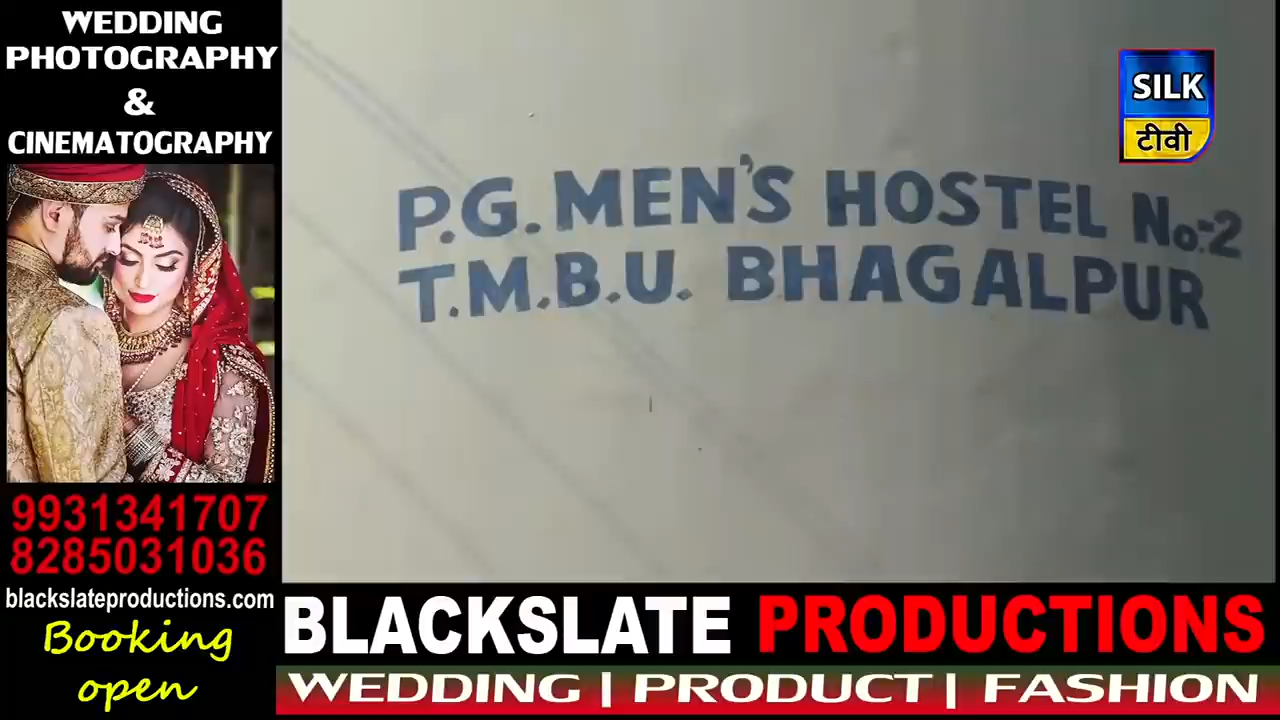 WEDDING
PHOTOGRAPHY
&
CINEMATOGRAPHY
9931341707
8285031036
blackslateproductions.com
Booking
open
SILK
टीवी
P.G. MEN'S HOSTEL No:-2
T.M.B.U. BHAGALPUR
BLACKSLATE PRODUCTIONS
WEDDING | PRODUCT | FASHION